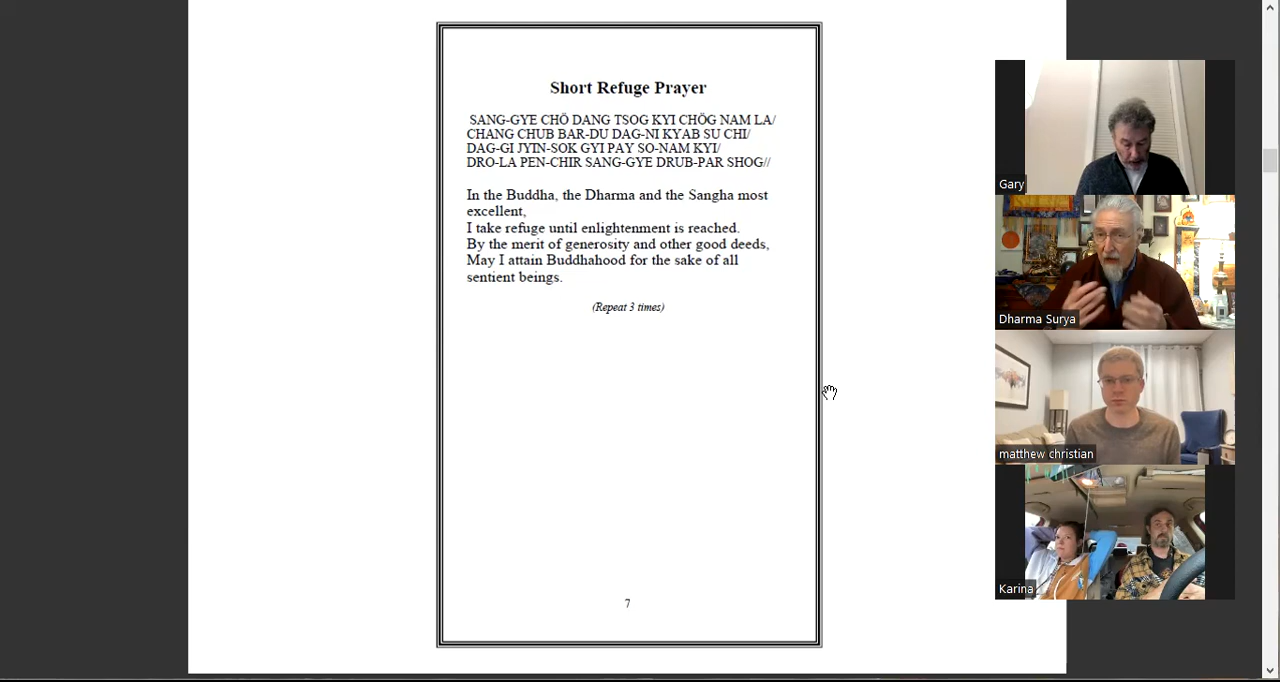 Short Refuge Prayer
SANG-GYE CHÖ DANG TSOG KYI CHÖG NAM LA/
CHANG CHUB BAR-DU DAG-NI KYAB SU CHI/
DAG-GI JYIN-SOK GYI PAY SO-NAM KYI/
DRO-LA PEN-CHIR SANG-GYE DRUB-PAR SHOG//
In the Buddha, the Dharma and the Sangha most
excellent,
I take refuge until enlightenment is reached.
By the merit of generosity and other good deeds,
May I attain Buddhahood for the sake of all
sentient beings.
(Repeat 3 times)
7
Gary
Dharma Surya
matthew christian
Karina